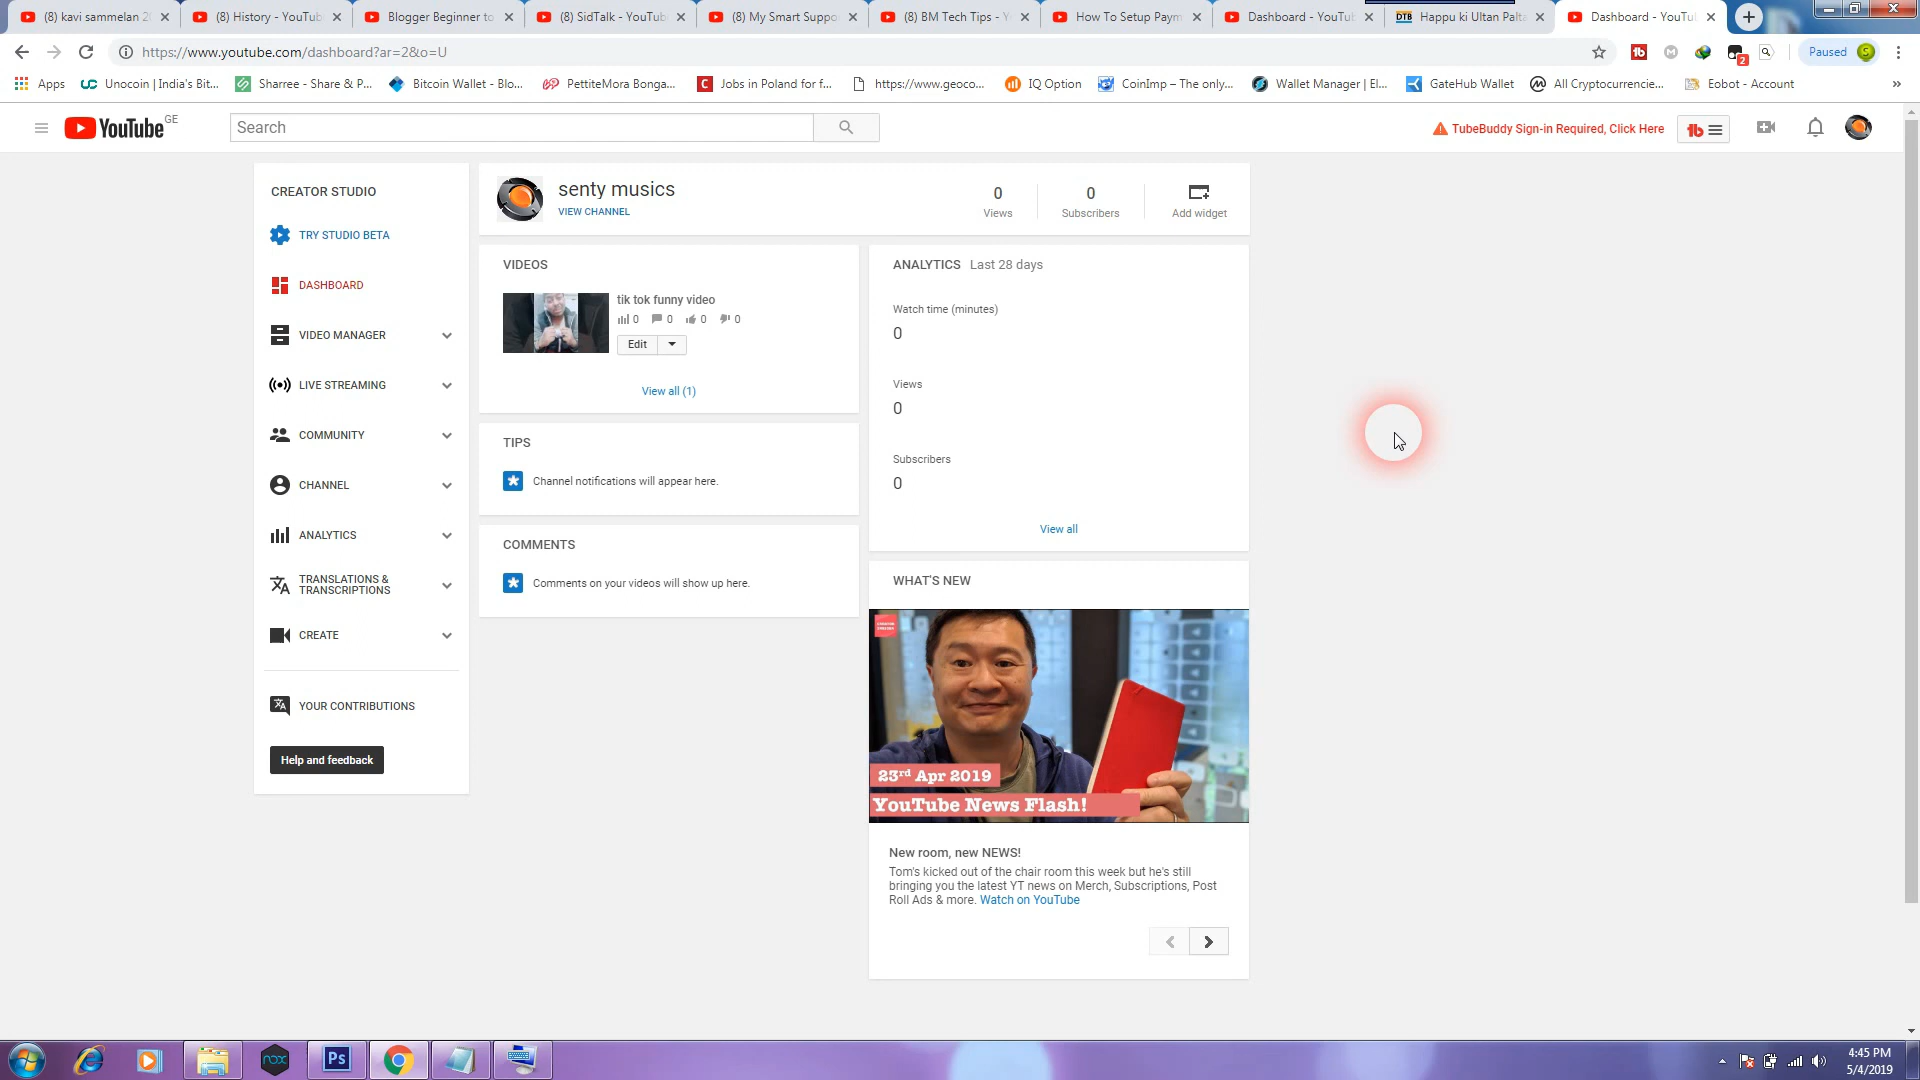 (8) kavi sammelan 2
(8) History - YouTub
Blogger Beginner to
(8) SidTalk - YouTub
(8) My Smart Suppo
(8) BM Tech Tips - Y
How To Setup Paym
Dashboard - YouTu
DTB Happu ki Ultan Palta
Dashboard - YouTu
https://www.youtube.com/dashboard?ar=2&o=U
2
Paused S
Apps
Unocoin | India's Bit...
Sharree - Share & P...
Bitcoin Wallet - Blo...
PettiteMora Bonga...
Jobs in Poland for f...
https://www.geoco...
IQ Option
CoinImp – The only...
Wallet Manager | El...
GateHub Wallet
All Cryptocurrencie...
Eobot - Account
»
YouTube GE
Search
TubeBuddy Sign-in Required, Click Here
tb
CREATOR STUDIO
TRY STUDIO BETA
DASHBOARD
VIDEO MANAGER
LIVE STREAMING
COMMUNITY
CHANNEL
ANALYTICS
TRANSLATIONS &
TRANSCRIPTIONS
CREATE
YOUR CONTRIBUTIONS
Help and feedback
senty musics
VIEW CHANNEL
0
Views
0
Subscribers
Add widget
VIDEOS
tik tok funny video
0 0 0 0
Edit
View all (1)
TIPS
Channel notifications will appear here.
COMMENTS
Comments on your videos will show up here.
ANALYTICS Last 28 days
Watch time (minutes)
0
Views
0
Subscribers
0
View all
WHAT'S NEW
23rd Apr 2019
YouTube News Flash!
New room, new NEWS!
Tom's kicked out of the chair room this week but he's still
bringing you the latest YT news on Merch, Subscriptions, Post
Roll Ads & more. Watch on YouTube
nox
Ps
4:45 PM
5/4/2019